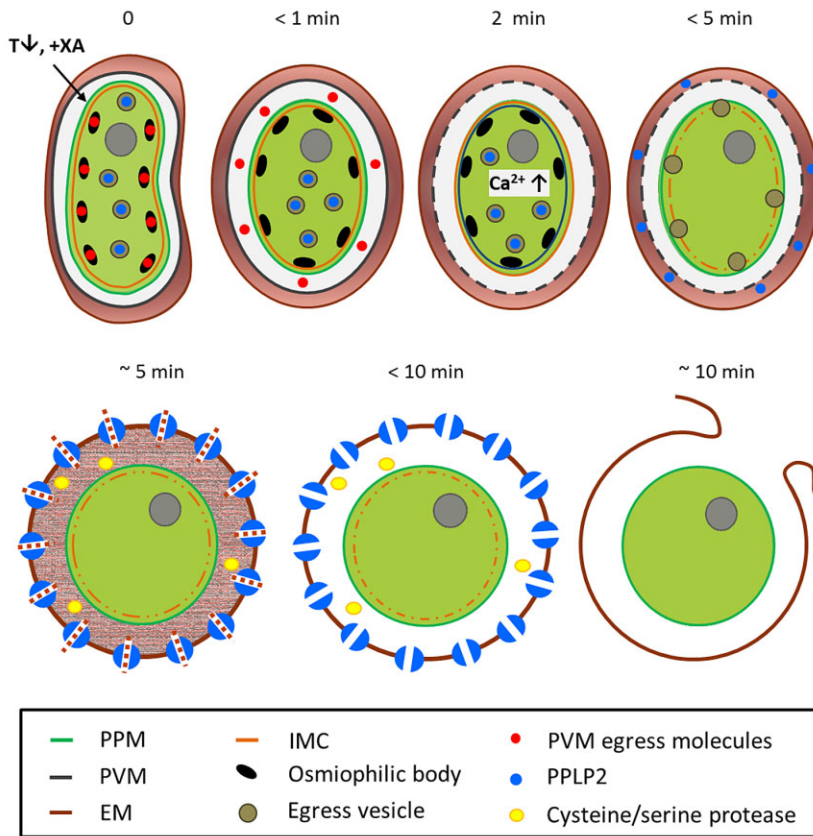 0
< 1 min
2 min
< 5 min
T↓, +XA
Ca²⁺ ↑
~ 5 min
< 10 min
~ 10 min
PPM
IMC
PVM egress molecules
PVM
Osmiophilic body
PPLP2
EM
Egress vesicle
Cysteine/serine protease